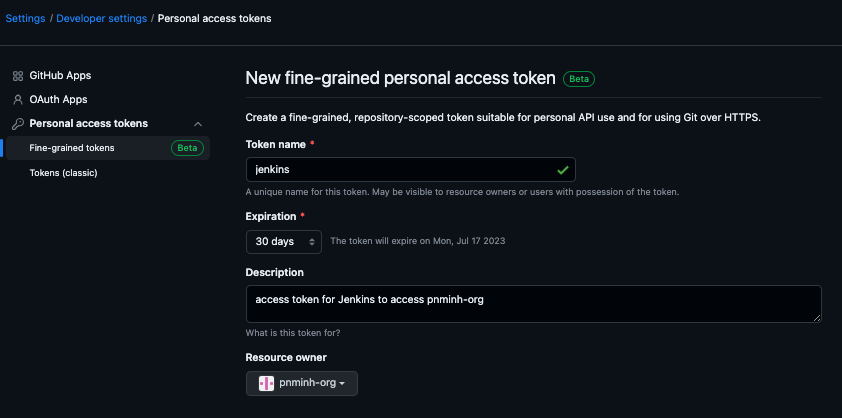 Settings / Developer settings / Personal access tokens
GitHub Apps
OAuth Apps
Personal access tokens
Fine-grained tokens Beta
Tokens (classic)
New fine-grained personal access token Beta
Create a fine-grained, repository-scoped token suitable for personal API use and for using Git over HTTPS.
Token name *
jenkins
A unique name for this token. May be visible to resource owners or users with possession of the token.
Expiration *
30 days The token will expire on Mon, Jul 17 2023
Description
access token for Jenkins to access pnminh-org
What is this token for?
Resource owner
pnminh-org